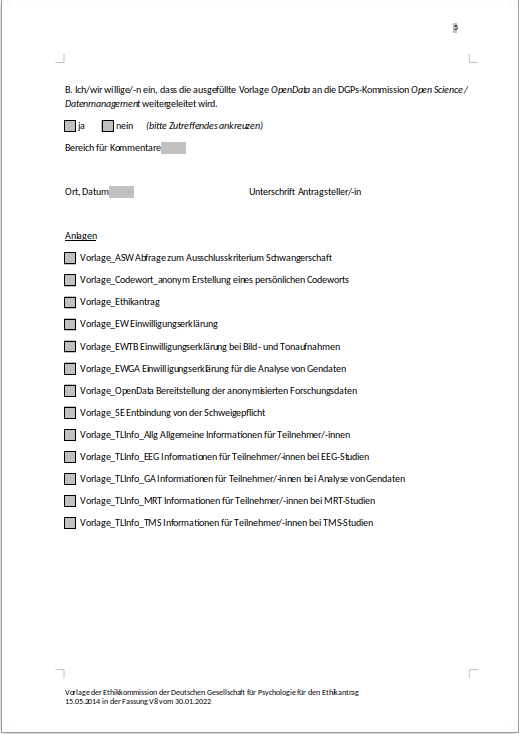 5
B. Ich/wir willige/-n ein, dass die ausgefüllte Vorlage OpenData an die DGPs-Kommission Open Science /
Datenmanagement weitergeleitet wird.
ja nein (bitte Zutreffendes ankreuzen)
Bereich für Kommentare
Ort, Datum Unterschrift Antragsteller/-in
Anlagen
Vorlage_ASW Abfrage zum Ausschlusskriterium Schwangerschaft
Vorlage_Codewort_anonym Erstellung eines persönlichen Codeworts
Vorlage_Ethikantrag
Vorlage_EW Einwilligungserklärung
Vorlage_EWTB Einwilligungserklärung bei Bild- und Tonaufnahmen
Vorlage_EWGA Einwilligungserklärung für die Analyse von Gendaten
Vorlage_OpenData Bereitstellung der anonymisierten Forschungsdaten
Vorlage_SE Entbindung von der Schweigepflicht
Vorlage_TLInfo_Allg Allgemeine Informationen für Teilnehmer/-innen
Vorlage_TLInfo_EEG Informationen für Teilnehmer/-innen bei EEG-Studien
Vorlage_TLInfo_GA Informationen für Teilnehmer/-innen bei Analyse von Gendaten
Vorlage_TLInfo_MRT Informationen für Teilnehmer/-innen bei MRT-Studien
Vorlage_TLInfo_TMS Informationen für Teilnehmer/-innen bei TMS-Studien
Vorlage der Ethikkommission der Deutschen Gesellschaft für Psychologie für den Ethikantrag
15.05.2014 in der Fassung V8 vom 30.01.2022